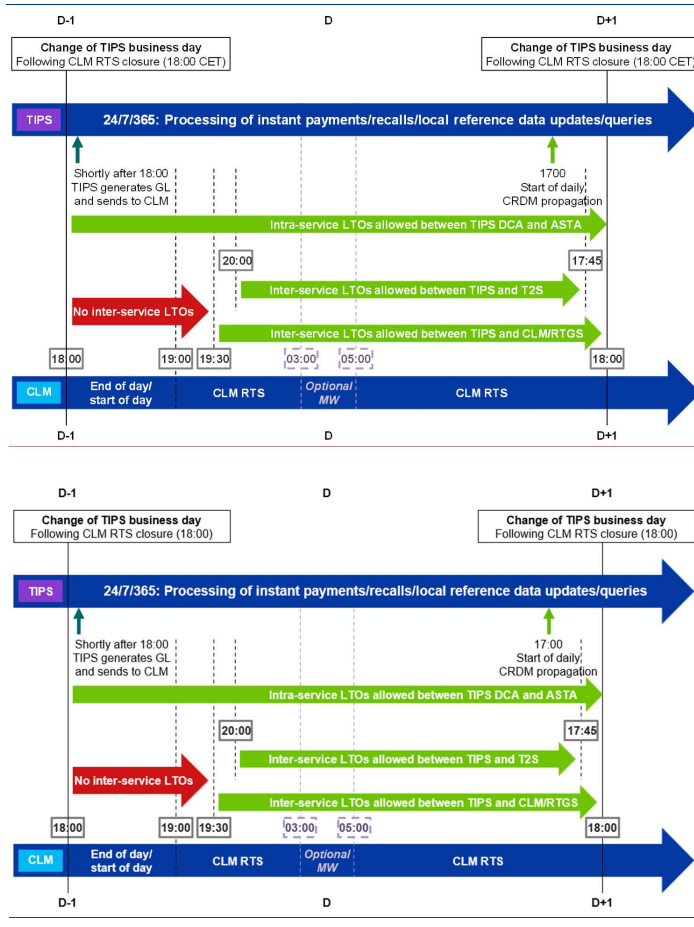 D-1 D D+1
Change of TIPS business day Change of TIPS business day
Following CLM RTS closure (18:00 CET) Following CLM RTS closure (18:00 CET)
TIPS 24/7/365: Processing of instant payments/recalls/local reference data updates/queries
Shortly after 18:00 1700
TIPS generates GL Start of daily
and sends to CLM CRDM propagation
Intra-service LTOs allowed between TIPS DCA and ASTA
20:00 17:45
Inter-service LTOs allowed between TIPS and T2S
No inter-service LTOs
Inter-service LTOs allowed between TIPS and CLM/RTGS
18:00 19:00 19:30 03:00 05:00 18:00
CLM End of day/ start of day CLM RTS Optional MW CLM RTS
D-1 D D+1
D-1 D D+1
Change of TIPS business day Change of TIPS business day
Following CLM RTS closure (18:00) Following CLM RTS closure (18:00)
TIPS 24/7/365: Processing of instant payments/recalls/local reference data updates/queries
Shortly after 18:00 17:00
TIPS generates GL Start of daily
and sends to CLM CRDM propagation
Intra-service LTOs allowed between TIPS DCA and ASTA
20:00 17:45
Inter-service LTOs allowed between TIPS and T2S
No inter-service LTOs
Inter-service LTOs allowed between TIPS and CLM/RTGS
18:00 19:00 19:30 03:00 05:00 18:00
CLM End of day/ start of day CLM RTS Optional MW CLM RTS
D-1 D D+1